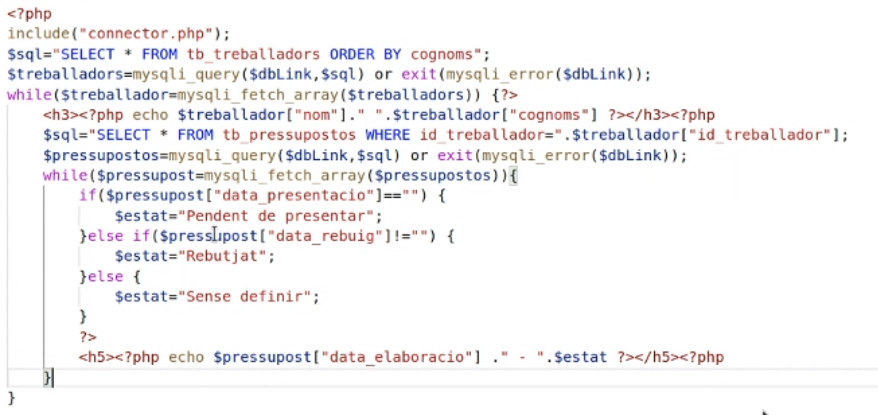 <?php
include("connector.php");
$sql="SELECT * FROM tb_treballadors ORDER BY cognoms";
$treballadors=mysqli_query($dbLink,$sql) or exit(mysqli_error($dbLink));
while($treballador=mysqli_fetch_array($treballadors)) {?>
    <h3><?php echo $treballador["nom"]." ".$treballador["cognoms"] ?></h3><?php
    $sql="SELECT * FROM tb_pressupostos WHERE id_treballador=".$treballador["id_treballador"];
    $pressupostos=mysqli_query($dbLink,$sql) or exit(mysqli_error($dbLink));
    while($pressupost=mysqli_fetch_array($pressupostos)){
        if($pressupost["data_presentacio"]=="") {
            $estat="Pendent de presentar";
        }else if($pressupost["data_rebuig"]!="") {
            $estat="Rebutjat";
        }else {
            $estat="Sense definir";
        }
        ?>
        <h5><?php echo $pressupost["data_elaboracio"] ." - ".$estat ?></h5><?php
    }
}